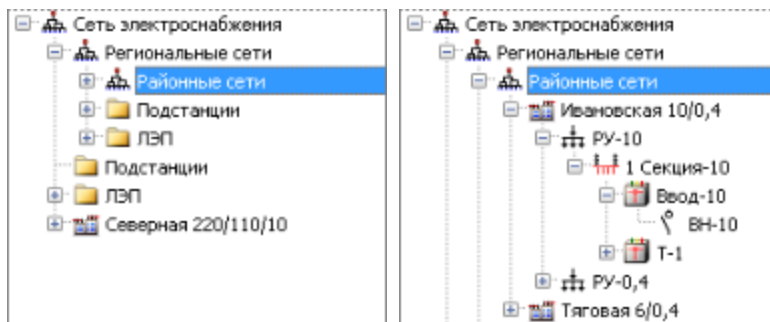 Сеть электроснабжения
Региональные сети
Районные сети
Подстанции
ЛЭП
Подстанции
ЛЭП
Северная 220/110/10
Сеть электроснабжения
Региональные сети
Районные сети
Ивановская 10/0,4
РУ-10
1 Секция-10
Ввод-10
ВН-10
Т-1
РУ-0,4
Тяговая 6/0,4